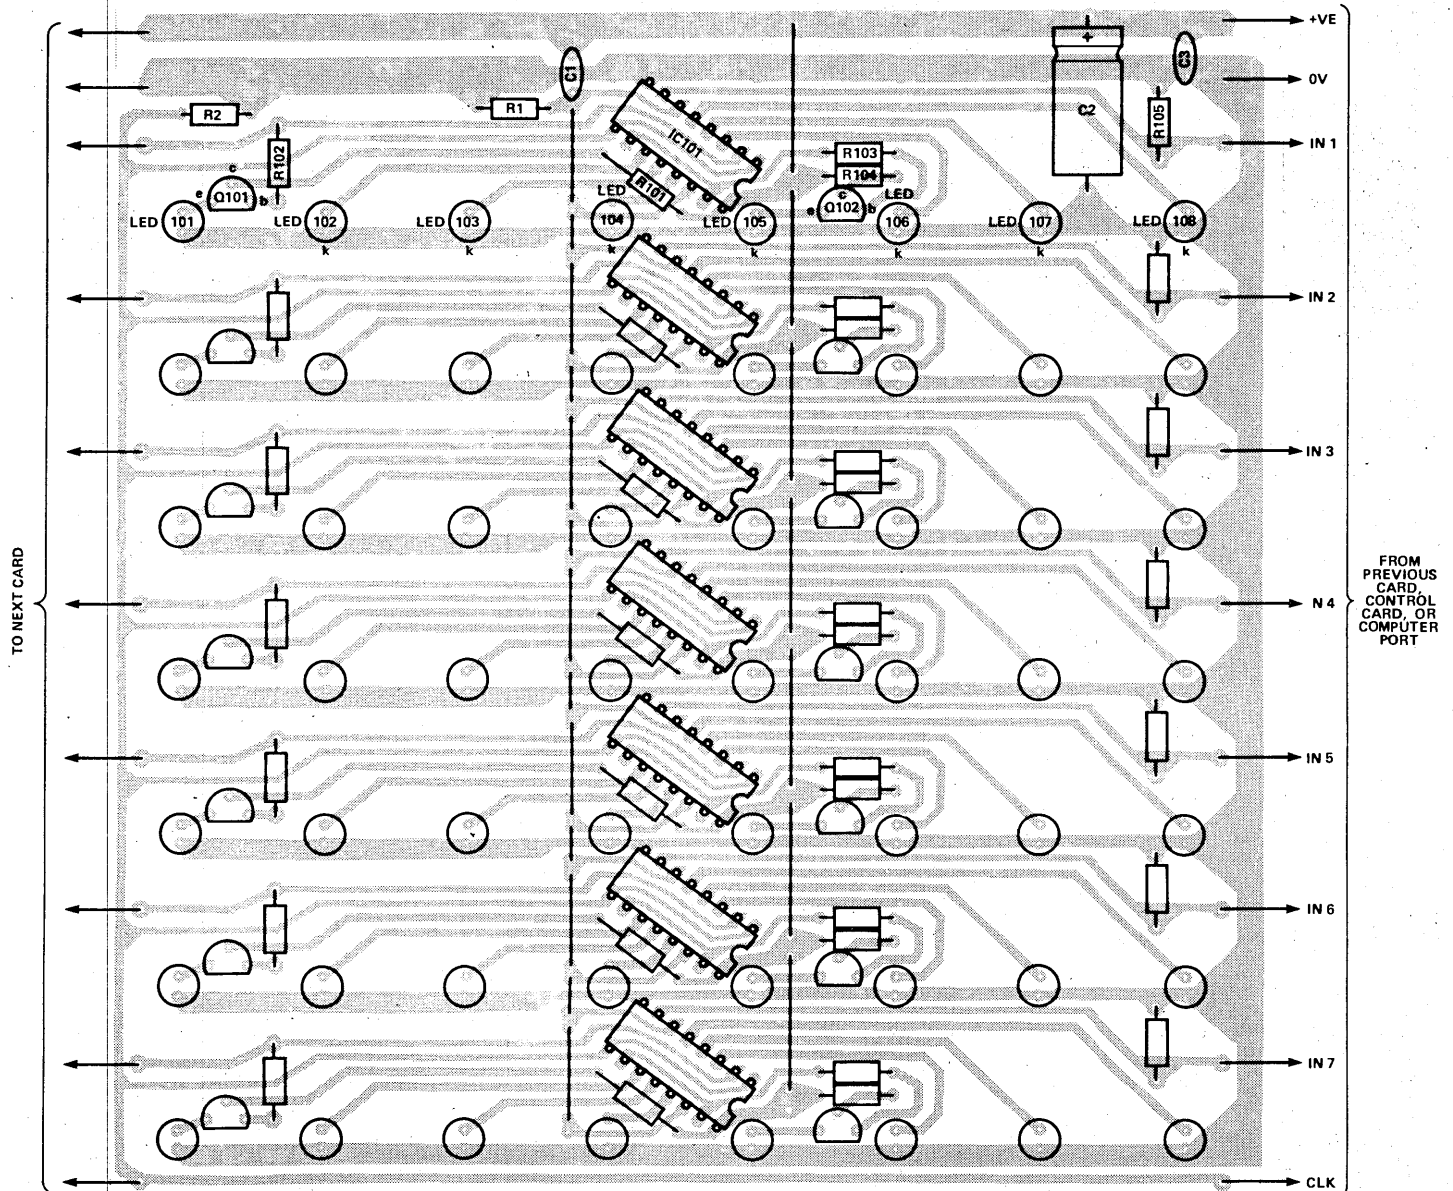 +VE
C1
+
C3
C2
0V
R2
R1
R105
IC101
IN 1
R102
R103
R104
R101
c
e
Q101
b
LED
c
LED
e
Q102
b
LED 101
LED 102
LED 103
104
LED 105
106
LED 107
LED 108
k
k
k
k
k
k
k
IN 2
IN 3
TO NEXT CARD
FROM
PREVIOUS
CARD,
CONTROL
CARD, OR
COMPUTER
PORT
N 4
IN 5
IN 6
IN 7
CLK